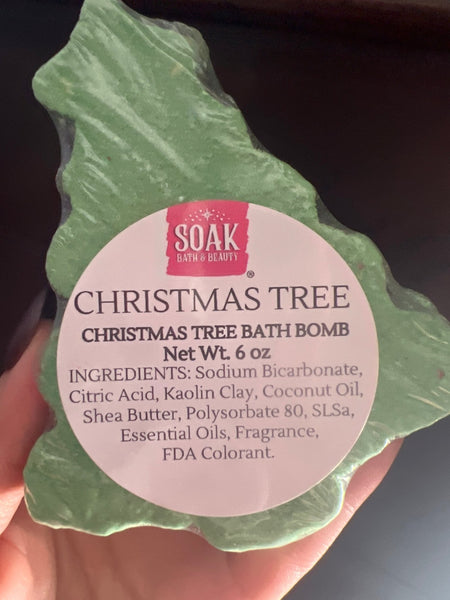 SOAK
BATH & BEAUTY
®
CHRISTMAS TREE
CHRISTMAS TREE BATH BOMB
Net Wt. 6 oz
INGREDIENTS: Sodium Bicarbonate,
Citric Acid, Kaolin Clay, Coconut Oil,
Shea Butter, Polysorbate 80, SLSa,
Essential Oils, Fragrance,
FDA Colorant.